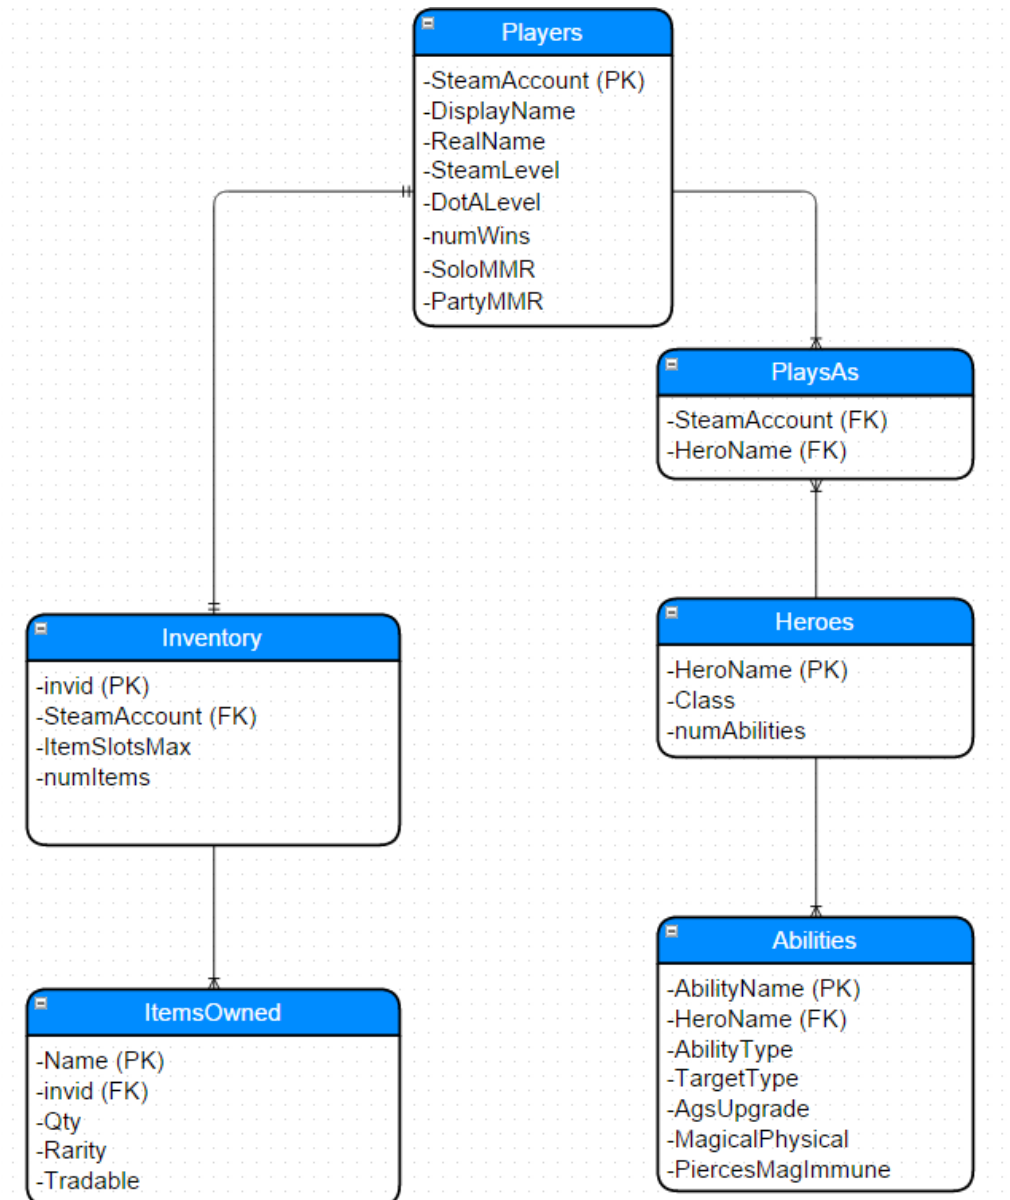 Players
-SteamAccount (PK)
-DisplayName
-RealName
-SteamLevel
-DotALevel
-numWins
-SoloMMR
-PartyMMR
PlaysAs
-SteamAccount (FK)
-HeroName (FK)
Inventory
-invid (PK)
-SteamAccount (FK)
-ItemSlotsMax
-numItems
Heroes
-HeroName (PK)
-Class
-numAbilities
ItemsOwned
-Name (PK)
-invid (FK)
-Qty
-Rarity
-Tradable
Abilities
-AbilityName (PK)
-HeroName (FK)
-AbilityType
-TargetType
-AgsUpgrade
-MagicalPhysical
-PiercesMagImmune